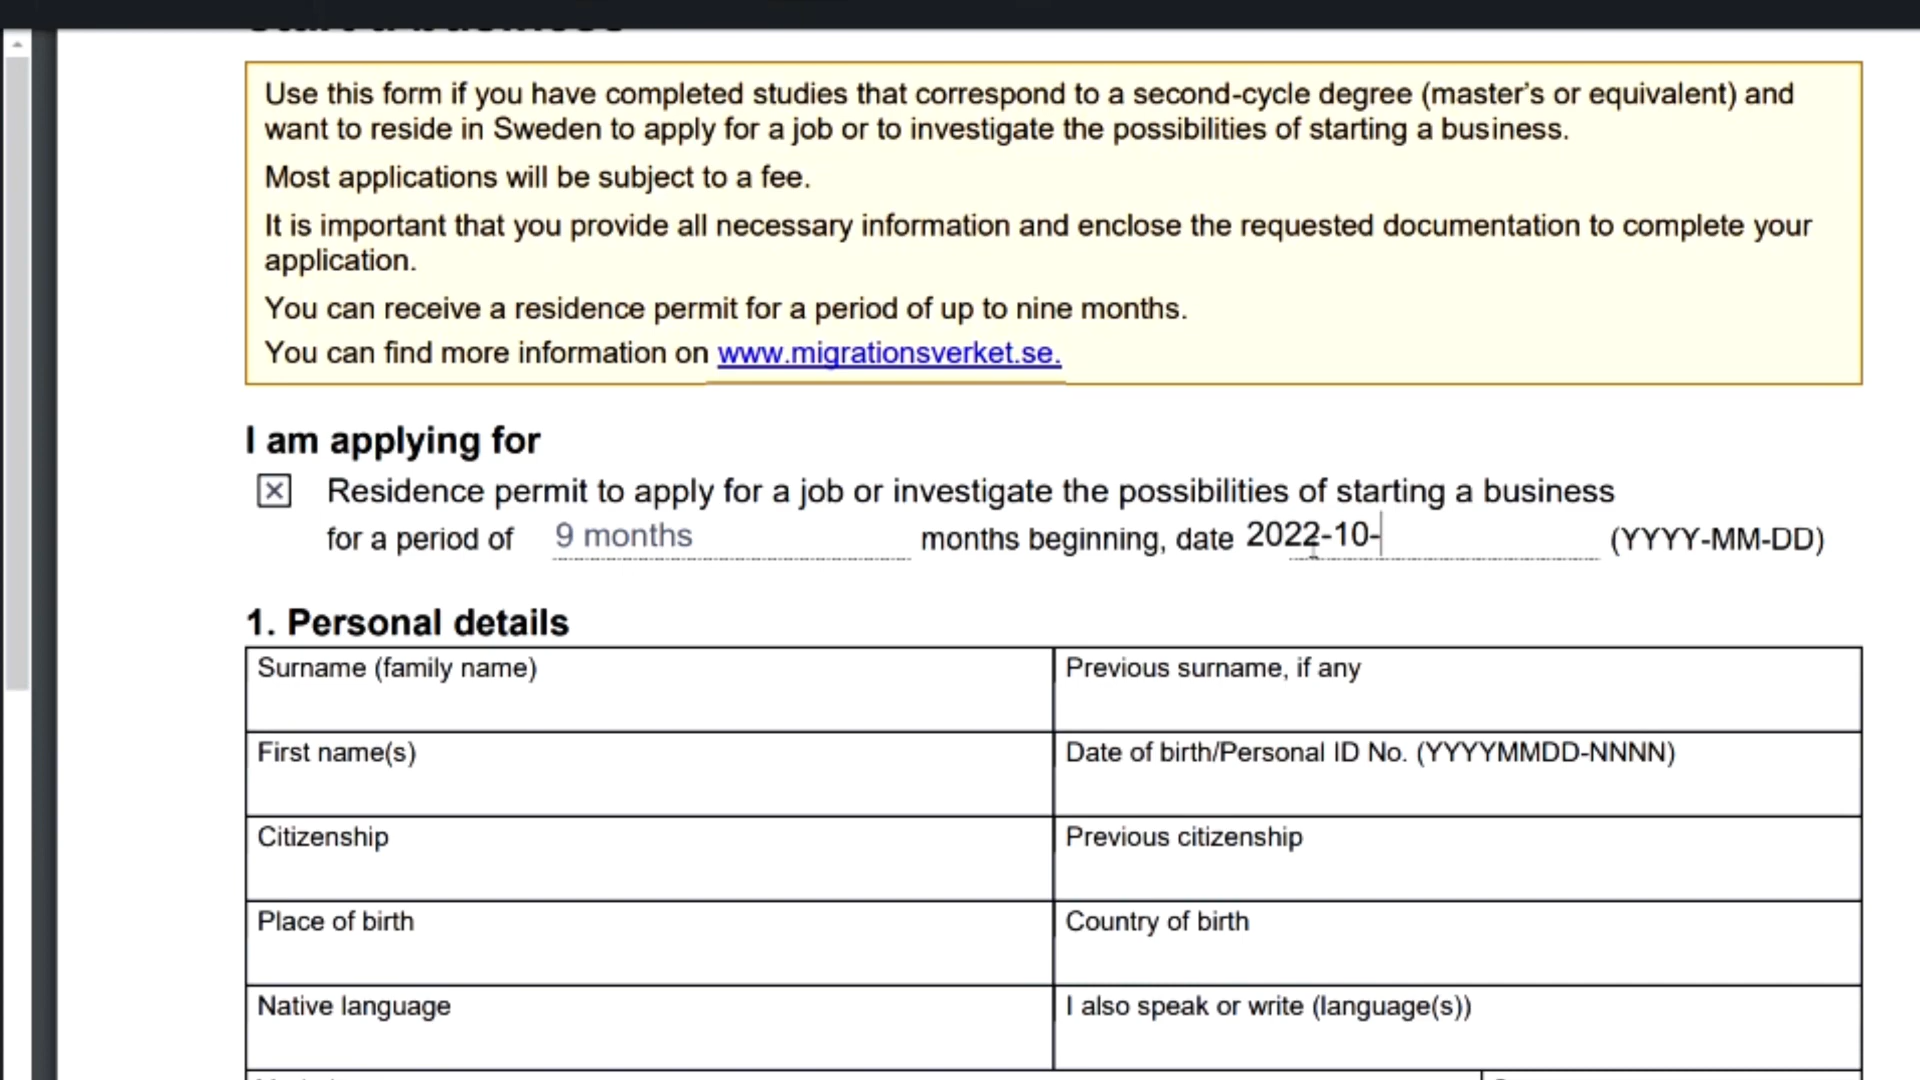 Use this form if you have completed studies that correspond to a second-cycle degree (master's or equivalent) and
want to reside in Sweden to apply for a job or to investigate the possibilities of starting a business.
Most applications will be subject to a fee.
It is important that you provide all necessary information and enclose the requested documentation to complete your
application.
You can receive a residence permit for a period of up to nine months.
You can find more information on www.migrationsverket.se.
I am applying for
Residence permit to apply for a job or investigate the possibilities of starting a business
for a period of 9 months months beginning, date 2022-10- (YYYY-MM-DD)
1. Personal details
Surname (family name) Previous surname, if any
First name(s) Date of birth/Personal ID No. (YYYYMMDD-NNNN)
Citizenship Previous citizenship
Place of birth Country of birth
Native language I also speak or write (language(s))